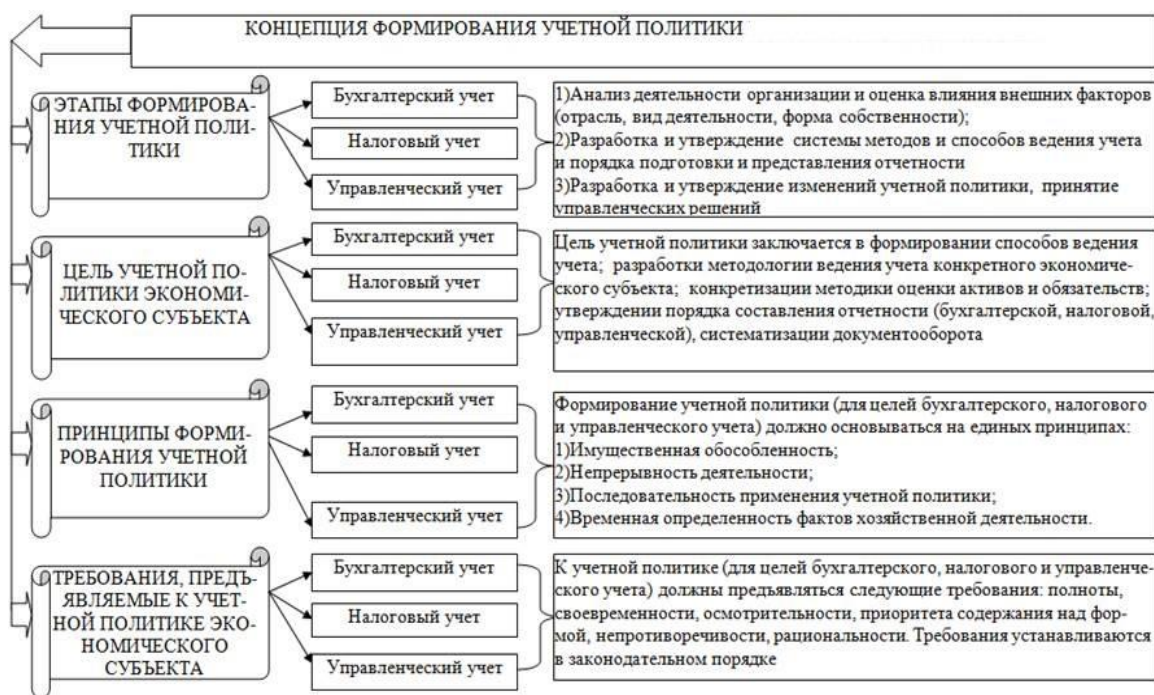 КОНЦЕПЦИЯ ФОРМИРОВАНИЯ УЧЕТНОЙ ПОЛИТИКИ
ЭТАПЫ ФОРМИРОВА-
НИЯ УЧЕТНОЙ ПОЛИ-
ТИКИ
Бухгалтерский учет
Налоговый учет
Управленческий учет
1)Анализ деятельности организации и оценка влияния внешних факторов
(отрасль, вид деятельности, форма собственности);
2)Разработка и утверждение системы методов и способов ведения учета
и порядка подготовки и представления отчетности
3)Разработка и утверждение изменений учетной политики, принятие
управленческих решений
ЦЕЛЬ УЧЕТНОЙ ПО-
ЛИТИКИ ЭКОНОМИ-
ЧЕСКОГО СУБЪЕКТА
Бухгалтерский учет
Налоговый учет
Управленческий учет
Цель учетной политики заключается в формировании способов ведения
учета; разработки методологии ведения учета конкретного экономиче-
ского субъекта; конкретизации методики оценки активов и обязательств;
утверждении порядка составления отчетности (бухгалтерской, налоговой,
управленческой), систематизации документооборота
ПРИНЦИПЫ ФОРМИ-
РОВАНИЯ УЧЕТНОЙ
ПОЛИТИКИ
Бухгалтерский учет
Налоговый учет
Управленческий учет
Формирование учетной политики (для целей бухгалтерского, налогового
и управленческого учета) должно основываться на единых принципах:
1)Имущественная обособленность;
2)Непрерывность деятельности;
3)Последовательность применения учетной политики;
4)Временная определенность фактов хозяйственной деятельности.
ТРЕБОВАНИЯ, ПРЕДЪ-
ЯВЛЯЕМЫЕ К УЧЕТ-
НОЙ ПОЛИТИКЕ ЭКО-
НОМИЧЕСКОГО
СУБЪЕКТА
Бухгалтерский учет
Налоговый учет
Управленческий учет
К учетной политике (для целей бухгалтерского, налогового и управленче-
ского учета) должны предъявляться следующие требования: полноты,
своевременности, осмотрительности, приоритета содержания над фор-
мой, непротиворечивости, рациональности. Требования устанавливаются
в законодательном порядке